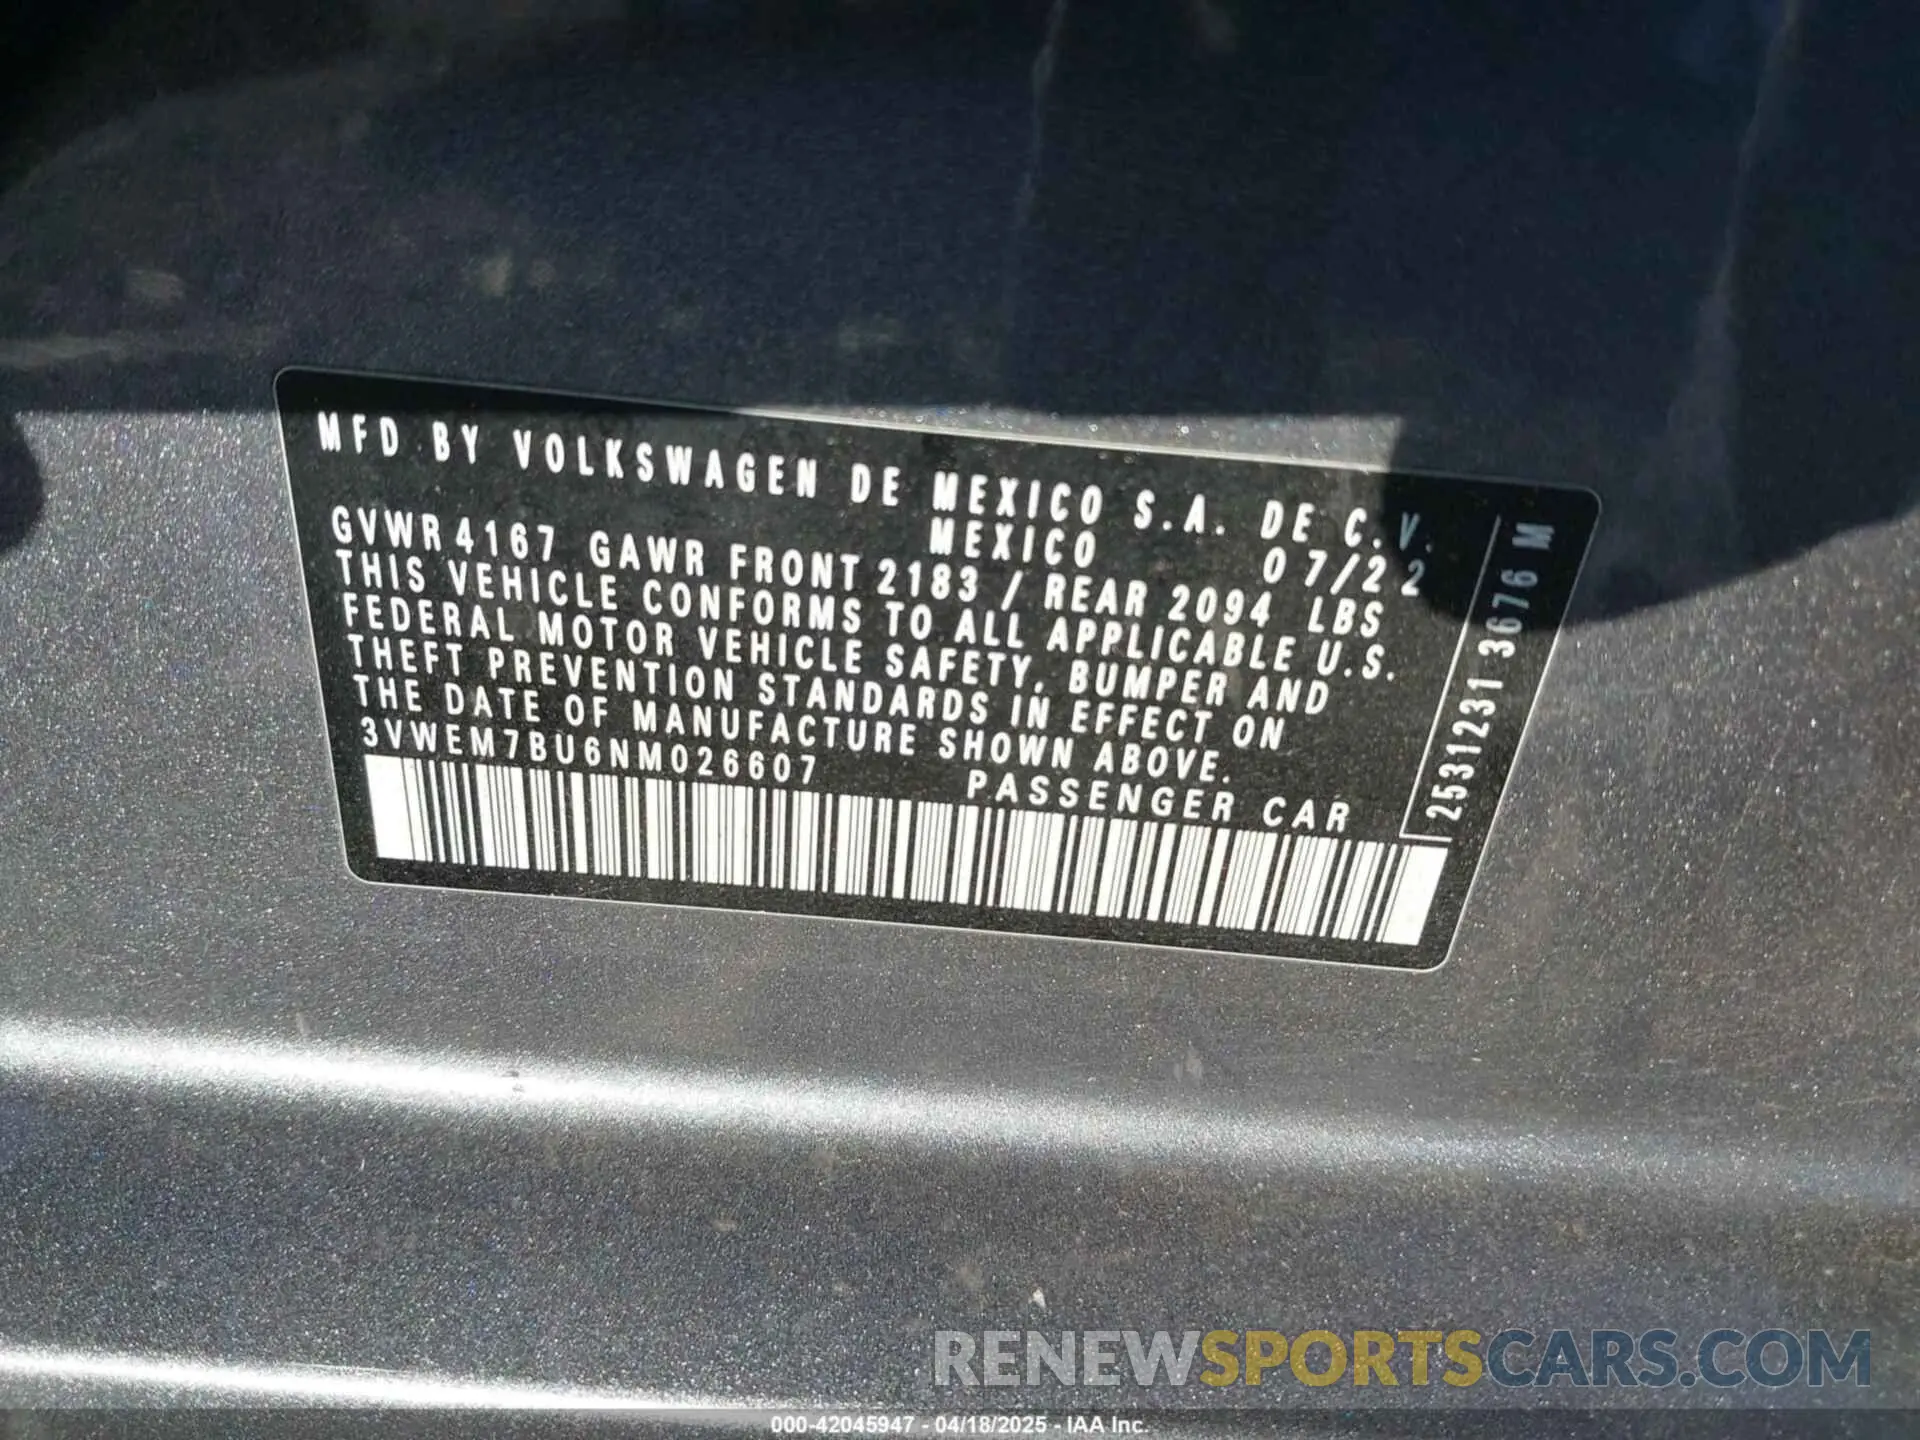 MFD BY VOLKSWAGEN DE MEXICO S.A. DE C.V.
MEXICO 07/22
GVWR 4167 GAWR FRONT 2183 / REAR 2094 LBS
THIS VEHICLE CONFORMS TO ALL APPLICABLE U.S.
FEDERAL MOTOR VEHICLE SAFETY, BUMPER AND
THEFT PREVENTION STANDARDS IN EFFECT ON
THE DATE OF MANUFACTURE SHOWN ABOVE.
3VWEM7BU6NM026607 PASSENGER CAR
2531231 3676 M
RENEWSPORTSCARS.COM
000-42045947 - 04/18/2025 - IAA Inc.